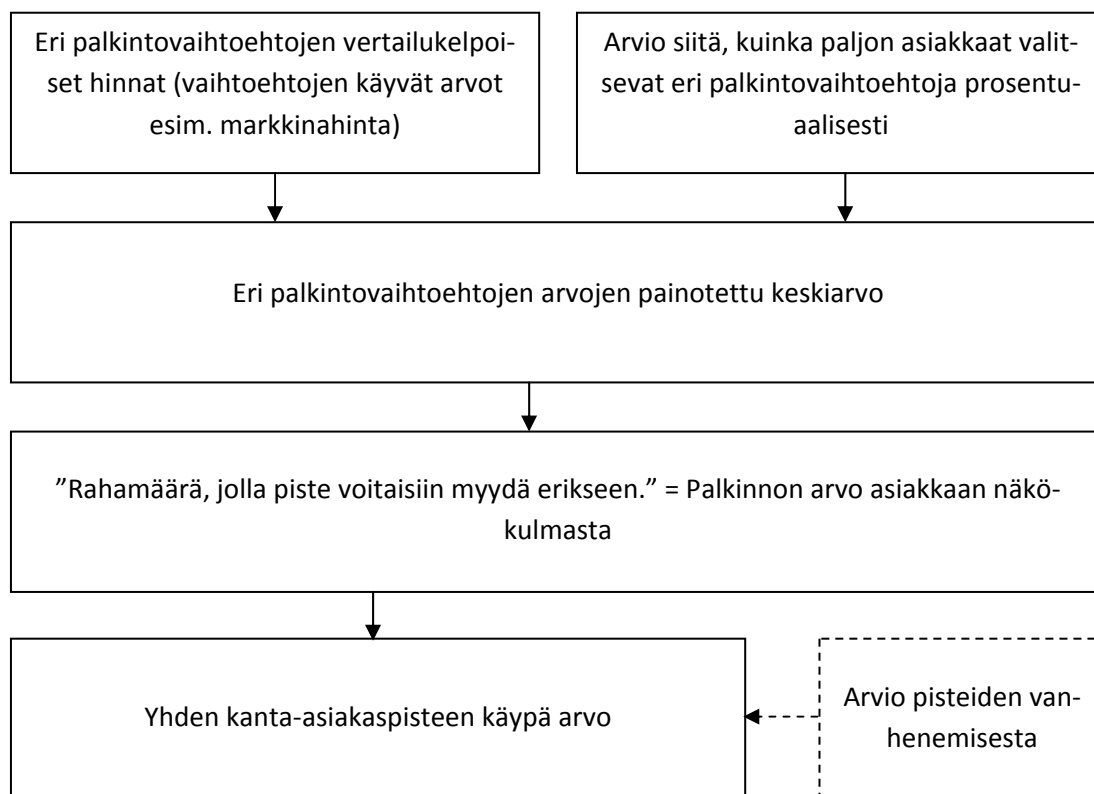 Eri palkintovaihtoehtojen vertailukelpoi-
set hinnat (vaihtoehtojen käyvät arvot
esim. markkinahinta)
Arvio siitä, kuinka paljon asiakkaat valit-
sevat eri palkintovaihtoehtoja prosentu-
aalisesti
Eri palkintovaihtoehtojen arvojen painotettu keskiarvo
”Rahamäärä, jolla piste voitaisiin myydä erikseen.” = Palkinnon arvo asiakkaan näkö-
kulmasta
Yhden kanta-asiakaspisteen käypä arvo
Arvio pisteiden van-
henemisesta